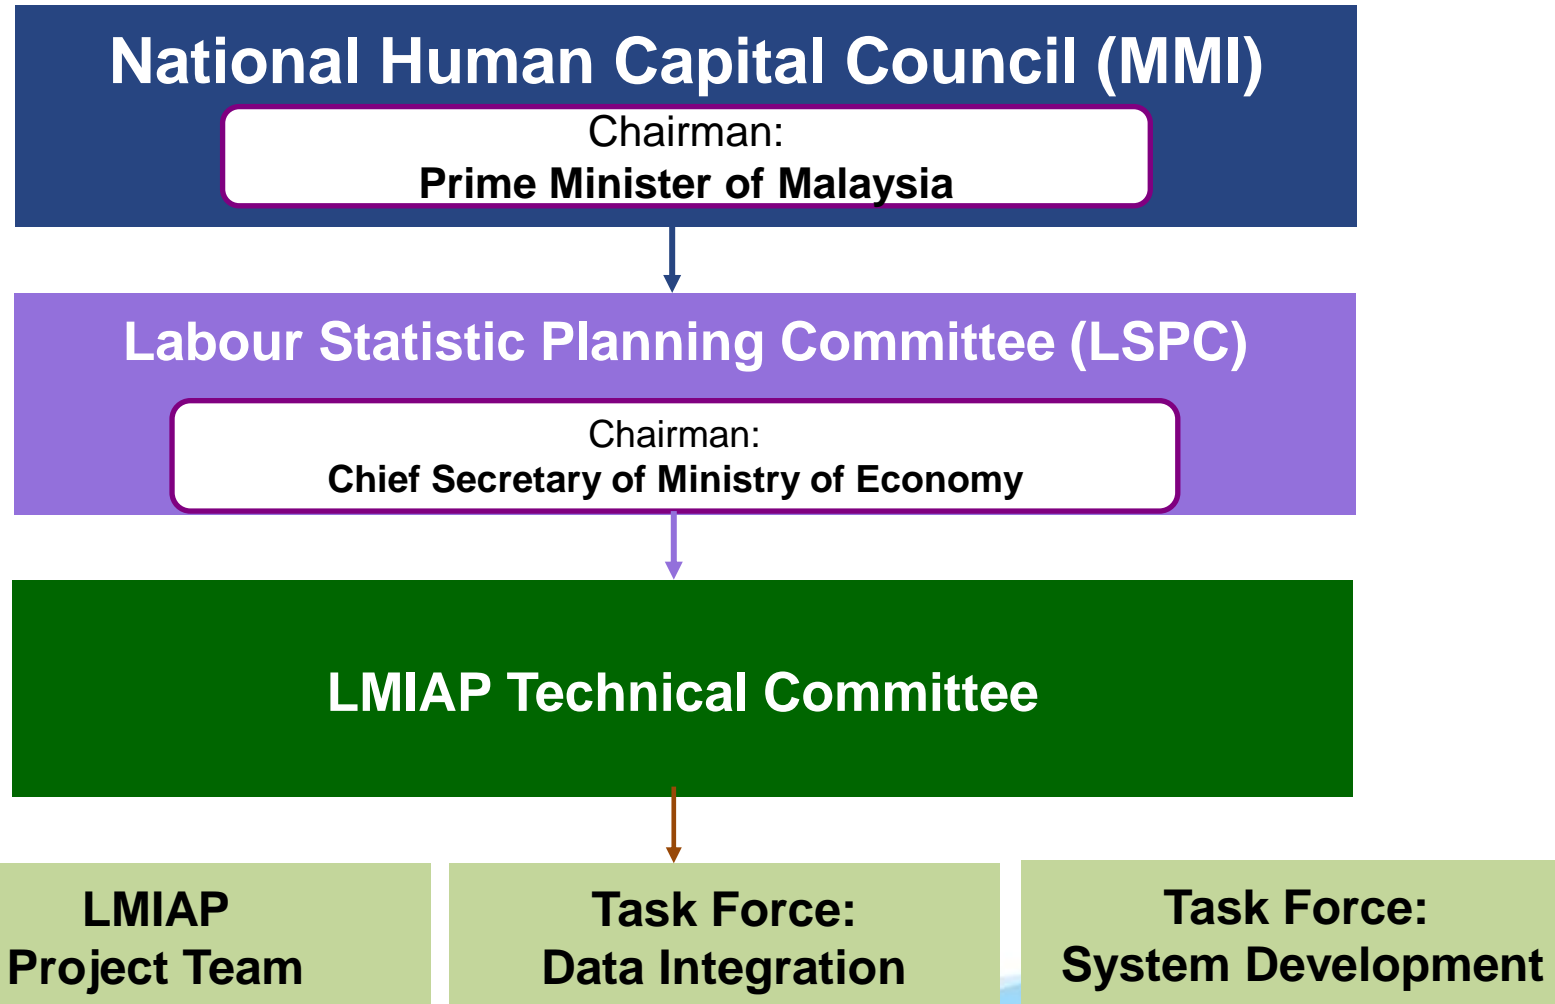 National Human Capital Council (MMI)
Chairman:
Prime Minister of Malaysia
Labour Statistic Planning Committee (LSPC)
Chairman:
Chief Secretary of Ministry of Economy
LMIAP Technical Committee
LMIAP
Project Team
Task Force:
Data Integration
Task Force:
System Development